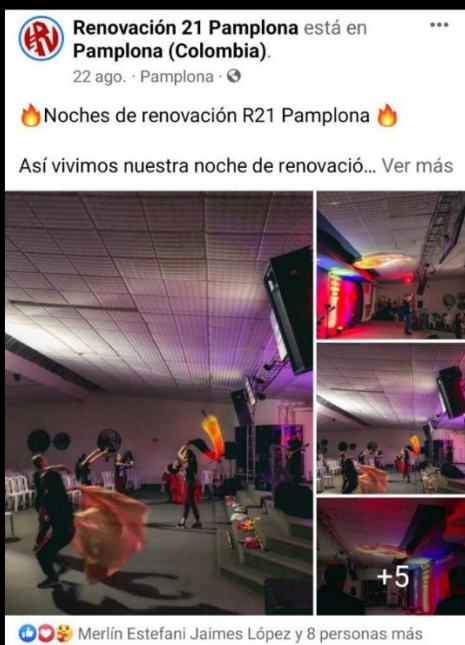 Renovación 21 Pamplona está en
Pamplona (Colombia).
22 ago. · Pamplona ·
🔥Noches de renovación R21 Pamplona 🔥
Así vivimos nuestra noche de renovació... Ver más
+5
Merlín Estefani Jaimes López y 8 personas más